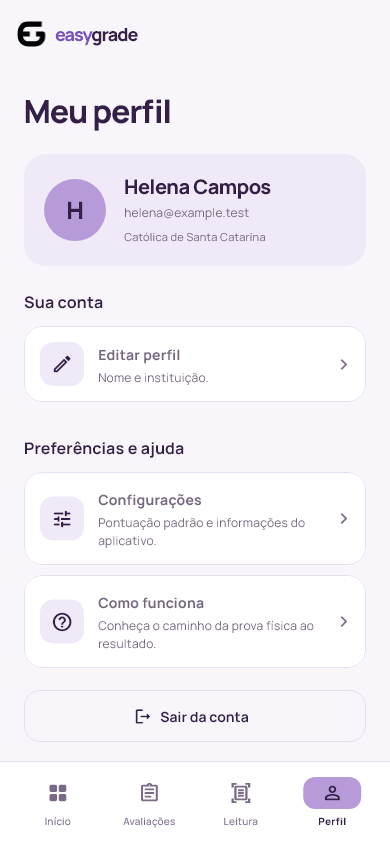 easygrade
Meu perfil
H
Helena Campos
helena@example.test
Católica de Santa Catarina
Sua conta
Editar perfil
Nome e instituição.
Preferências e ajuda
Configurações
Pontuação padrão e informações do
aplicativo.
Como funciona
Conheça o caminho da prova física ao
resultado.
Sair da conta
Início
Avaliações
Leitura
Perfil